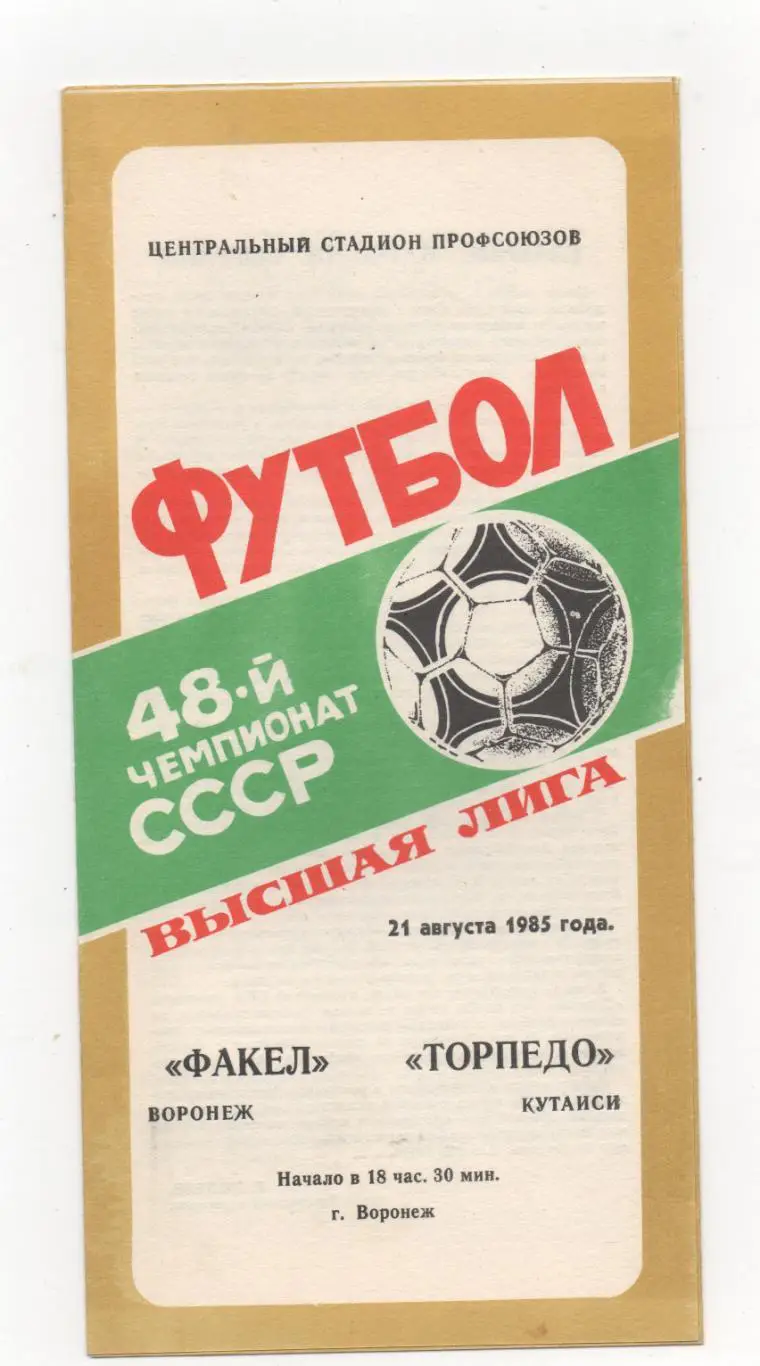 ЦЕНТРАЛЬНЫЙ СТАДИОН ПРОФСОЮЗОВ
ФУТБОЛ
48-Й
ЧЕМПИОНАТ
СССР
ВЫСШАЯ ЛИГА
21 августа 1985 года.
«ФАКЕЛ» «ТОРПЕДО»
ВОРОНЕЖ КУТАИСИ
Начало в 18 час. 30 мин.
г. Воронеж